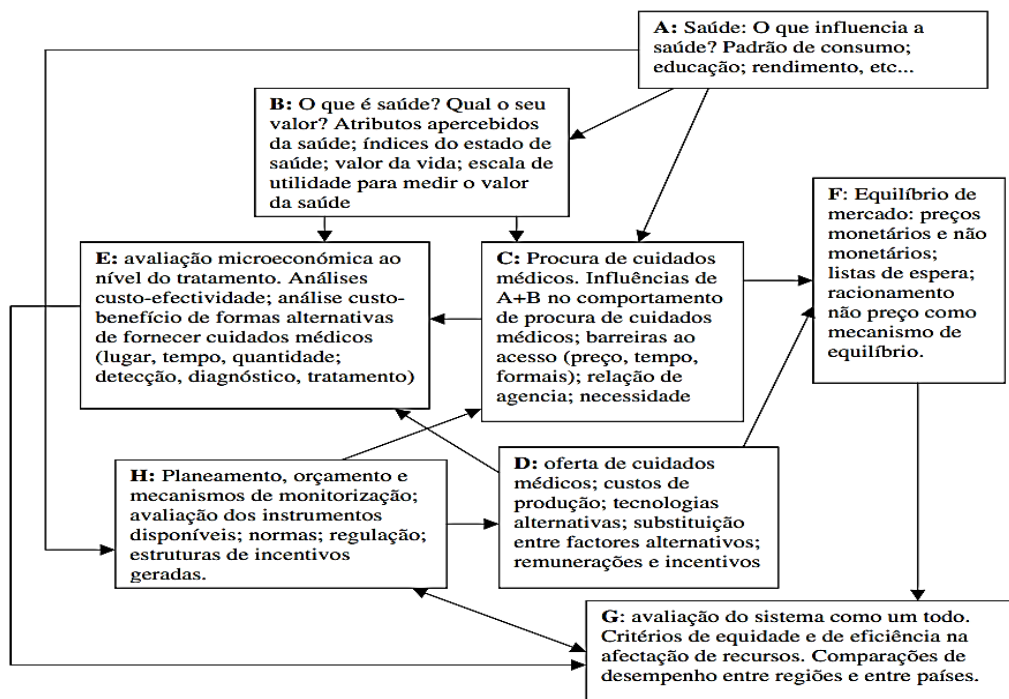 A: Saúde: O que influencia a
saúde? Padrão de consumo;
educação; rendimento, etc...
B: O que é saúde? Qual o seu
valor? Atributos apercebidos
da saúde; índices do estado de
saúde; valor da vida; escala de
utilidade para medir o valor
da saúde
F: Equilíbrio de
mercado: preços
monetários e não
monetários;
listas de espera;
racionamento
não preço como
mecanismo de
equilíbrio.
E: avaliação microeconómica ao
nível do tratamento. Análises
custo-efectividade; análise custo-
benefício de formas alternativas
de fornecer cuidados médicos
(lugar, tempo, quantidade;
detecção, diagnóstico, tratamento)
C: Procura de cuidados
médicos. Influências de
A+B no comportamento
de procura de cuidados
médicos; barreiras ao
acesso (preço, tempo,
formais); relação de
agencia; necessidade
H: Planeamento, orçamento e
mecanismos de monitorização;
avaliação dos instrumentos
disponíveis; normas; regulação;
estruturas de incentivos
geradas.
D: oferta de cuidados
médicos; custos de
produção; tecnologias
alternativas; substituição
entre factores alternativos;
remunerações e incentivos
G: avaliação do sistema como um todo.
Critérios de equidade e de eficiência na
afectação de recursos. Comparações de
desempenho entre regiões e entre países.